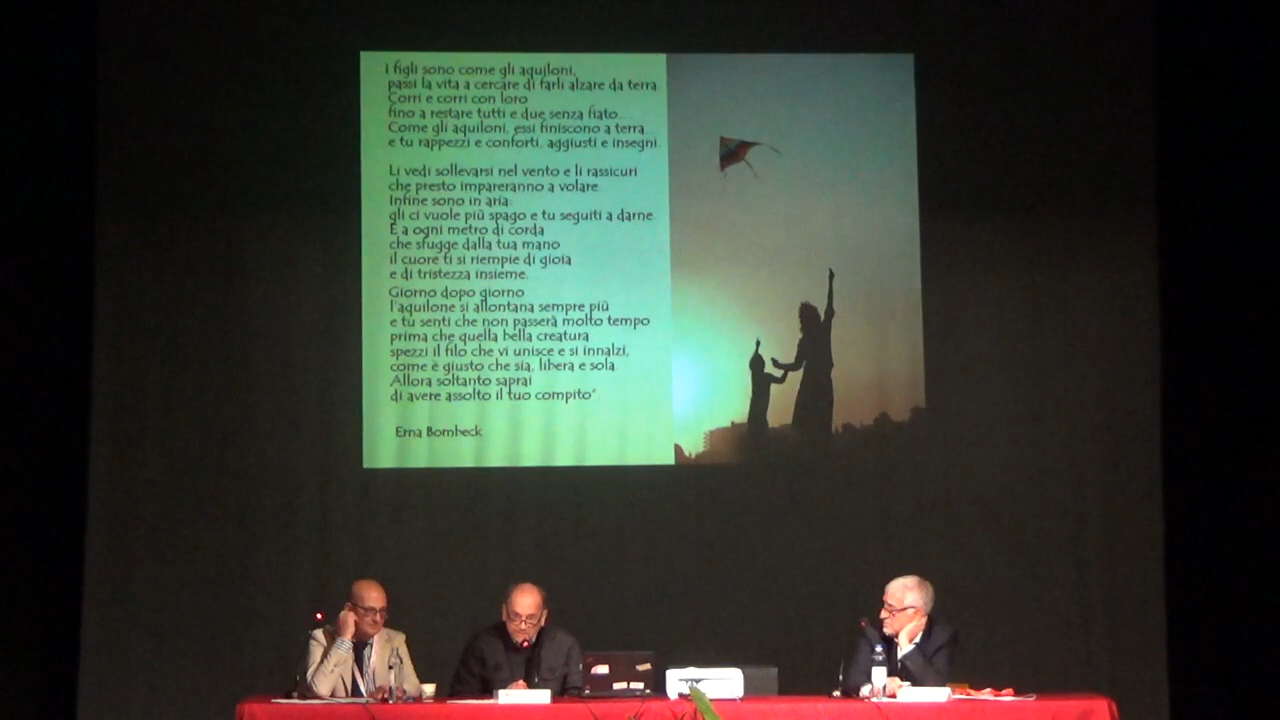 I figli sono come gli aquiloni,
passi la vita a cercare di farli alzare da terra
Corri e corri con loro
fino a restare tutti e due senza fiato....
Come gli aquiloni, essi finiscono a terra...
e tu rappezzi e conforti, aggiusti e insegni.
Li vedi sollevarsi nel vento e li rassicuri
che presto impareranno a volare.
Infine sono in aria:
gli ci vuole più spago e tu seguiti a darne.
E a ogni metro di corda
che sfugge dalla tua mano
il cuore ti si riempie di gioia
e di tristezza insieme.
Giorno dopo giorno
l'aquilone si allontana sempre più
e tu senti che non passerà molto tempo
prima che quella bella creatura
spezzi il filo che vi unisce e si innalzi,
come è giusto che sia, libera e sola.
Allora soltanto saprai
di avere assolto il tuo compito"
Erna Bombeck